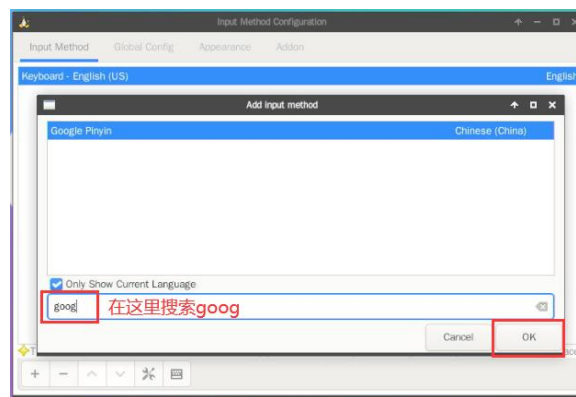 Input Method Configuration
Input Method Global Config Appearance Addon
Keyboard - English (US) English
Add input method
Google Pinyin Chinese (China)
Only Show Current Language
goog 在这里搜索goog
Cancel OK